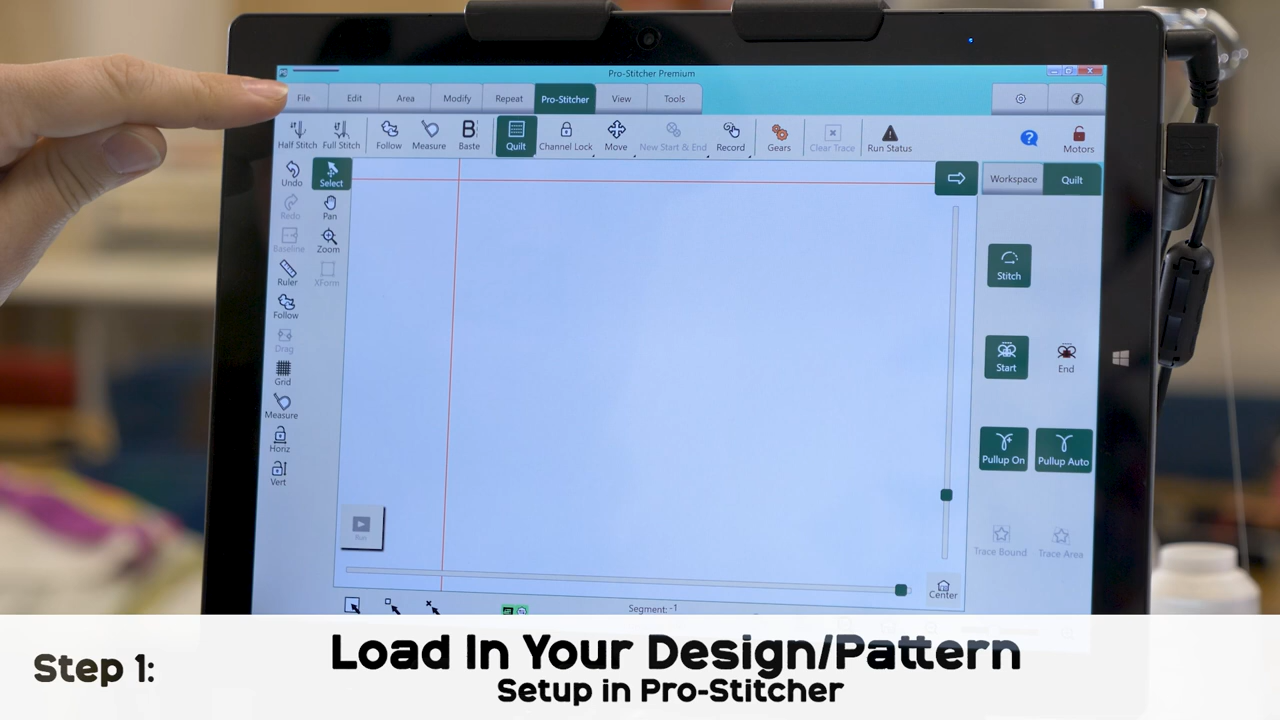 Pro-Stitcher Premium
File Edit Area Modify Repeat Pro-Stitcher View Tools
Half Stitch Full Stitch Follow Measure Baste Quilt Channel Lock Move New Start & End Record Gears Clear Trace Run Status Motors
Undo Select
Redo Pan
Baseline Zoom
Ruler XForm
Follow
Drag
Grid
Measure
Horiz
Vert
Run
Workspace Quilt
Stitch
Start End
Pullup On Pullup Auto
Trace Bound Trace Area
Center
Segment: -1
Step 1:
Load In Your Design/Pattern
Setup in Pro-Stitcher